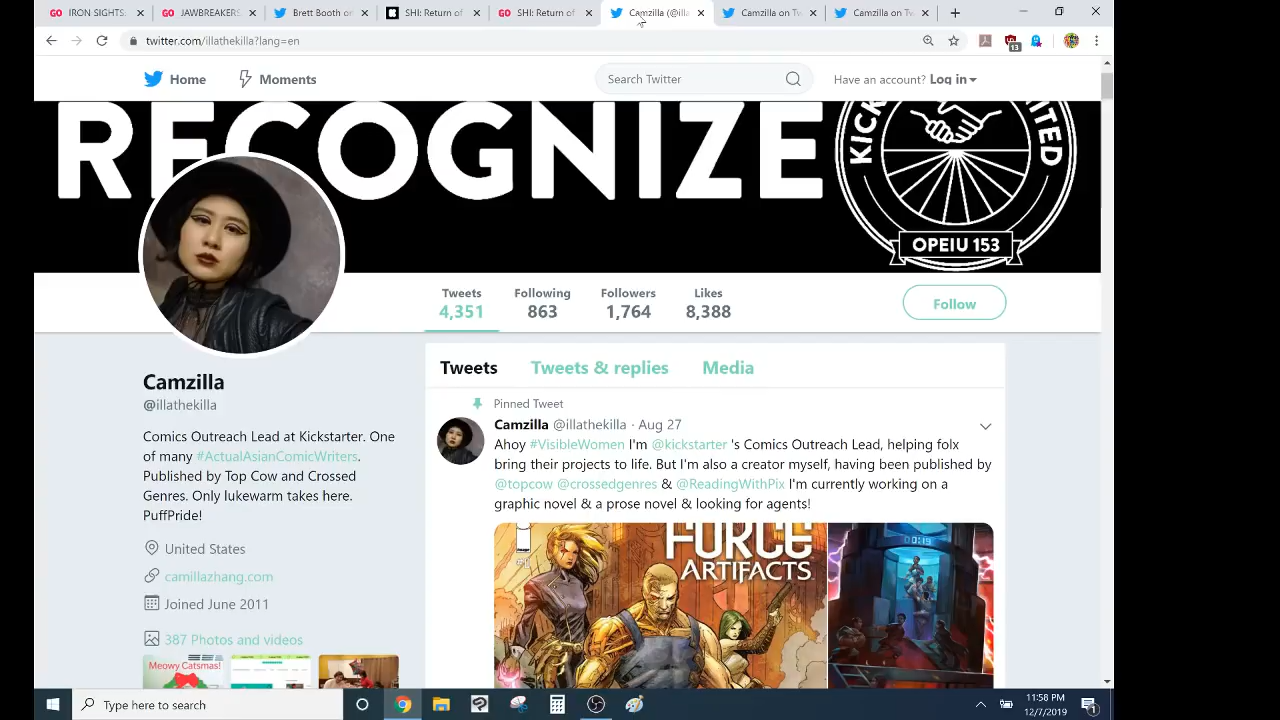 IRON SIGHTS:
JAWBREAKERS
Brett Booth on
SHI: Return of
SHI: Return of
Camzilla (@illa
Camzilla on Tw
Camzilla on Tw
twitter.com/illathekilla?lang=en
13
Home
Moments
Search Twitter
Have an account? Log in
RECOGNIZE
OPEIU 153
Tweets
4,351
Following
863
Followers
1,764
Likes
8,388
Follow
Camzilla
@illathekilla
Comics Outreach Lead at Kickstarter. One
of many #ActualAsianComicWriters.
Published by Top Cow and Crossed
Genres. Only lukewarm takes here.
PuffPride!
United States
camillazhang.com
Joined June 2011
387 Photos and videos
Meowy Catsmas!
Tweets
Tweets & replies
Media
Pinned Tweet
Camzilla @illathekilla · Aug 27
Ahoy #VisibleWomen I'm @kickstarter 's Comics Outreach Lead, helping folx
bring their projects to life. But I'm also a creator myself, having been published by
@topcow @crossedgenres & @ReadingWithPix I'm currently working on a
graphic novel & a prose novel & looking for agents!
FORCE
ARTIFACTS
Type here to search
11:58 PM
12/7/2019